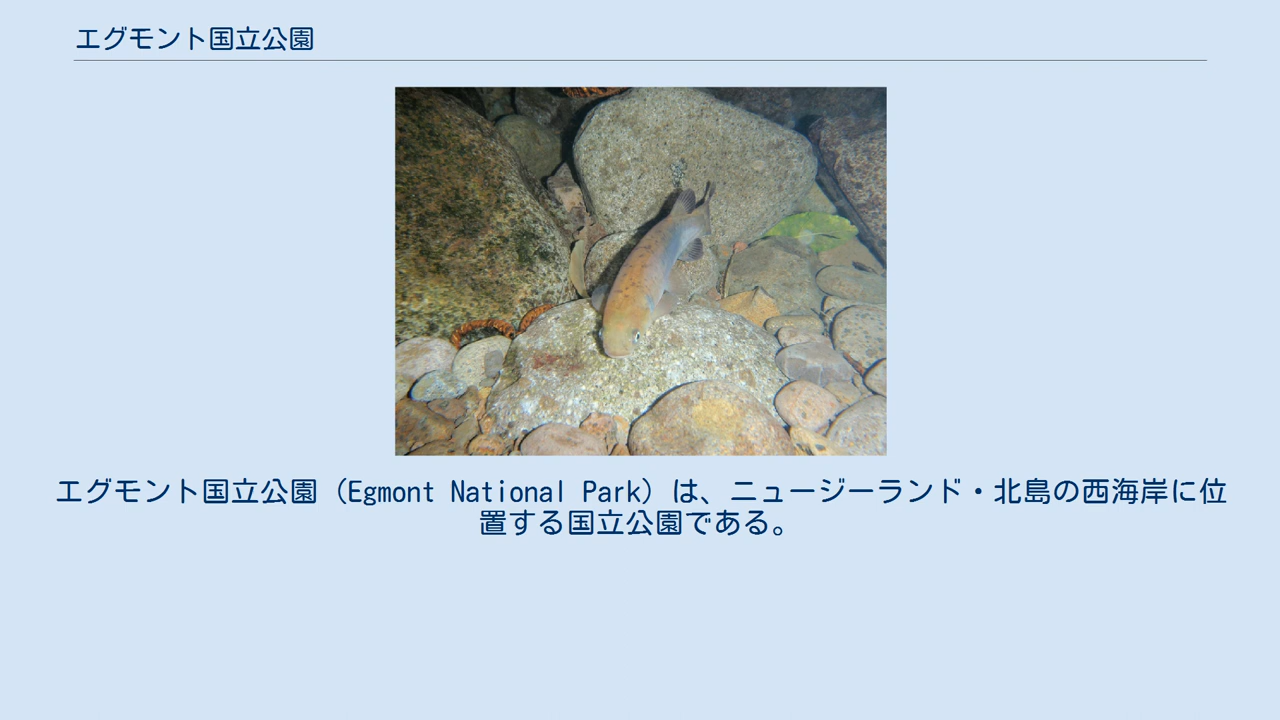 エグモント国立公園
エグモント国立公園（Egmont National Park）は、ニュージーランド・北島の西海岸に位
置する国立公園である。